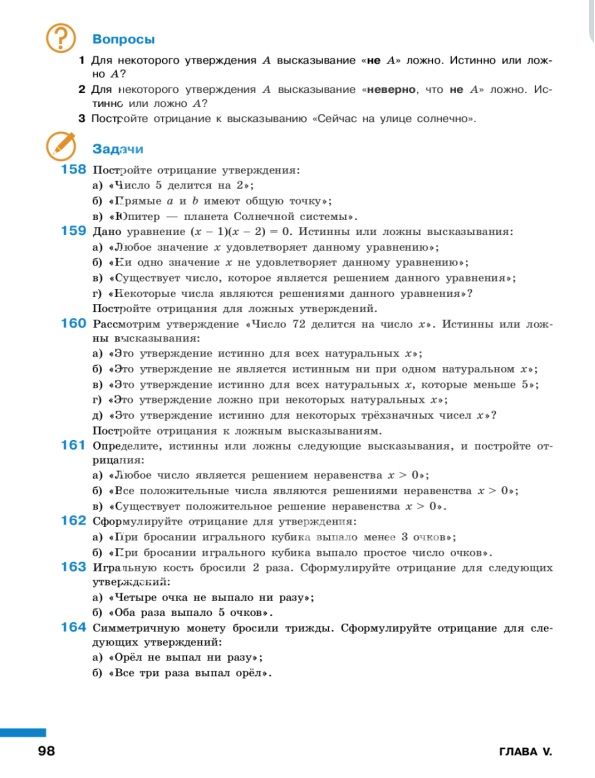 ?
Вопросы
1 Для некоторого утверждения A высказывание «не A» ложно. Истинно или лож-
но A?
2 Для некоторого утверждения A высказывание «неверно, что не A» ложно. Ис-
тинно или ложно A?
3 Постройте отрицание к высказыванию «Сейчас на улице солнечно».
Задачи
158 Постройте отрицание утверждения:
а) «Число 5 делится на 2»;
б) «Прямые a и b имеют общую точку»;
в) «Юпитер — планета Солнечной системы».
159 Дано уравнение (x – 1)(x – 2) = 0. Истинны или ложны высказывания:
а) «Любое значение x удовлетворяет данному уравнению»;
б) «Ни одно значение x не удовлетворяет данному уравнению»;
в) «Существует число, которое является решением данного уравнения»;
г) «Некоторые числа являются решениями данного уравнения»?
Постройте отрицания для ложных утверждений.
160 Рассмотрим утверждение «Число 72 делится на число x». Истинны или лож-
ны высказывания:
а) «Это утверждение истинно для всех натуральных x»;
б) «Это утверждение не является истинным ни при одном натуральном x»;
в) «Это утверждение истинно для всех натуральных x, которые меньше 5»;
г) «Это утверждение ложно при некоторых натуральных x»;
д) «Это утверждение истинно для некоторых трёхзначных чисел x»?
Постройте отрицания к ложным высказываниям.
161 Определите, истинны или ложны следующие высказывания, и постройте от-
рицания:
а) «Любое число является решением неравенства x > 0»;
б) «Все положительные числа являются решениями неравенства x > 0»;
в) «Существует положительное решение неравенства x > 0».
162 Сформулируйте отрицание для утверждения:
а) «При бросании игрального кубика выпало менее 3 очков»;
б) «При бросании игрального кубика выпало простое число очков».
163 Игральную кость бросили 2 раза. Сформулируйте отрицание для следующих
утверждений:
а) «Четыре очка не выпало ни разу»;
б) «Оба раза выпало 5 очков».
164 Симметричную монету бросили трижды. Сформулируйте отрицание для сле-
дующих утверждений:
а) «Орёл не выпал ни разу»;
б) «Все три раза выпал орёл».
98
ГЛАВА V.